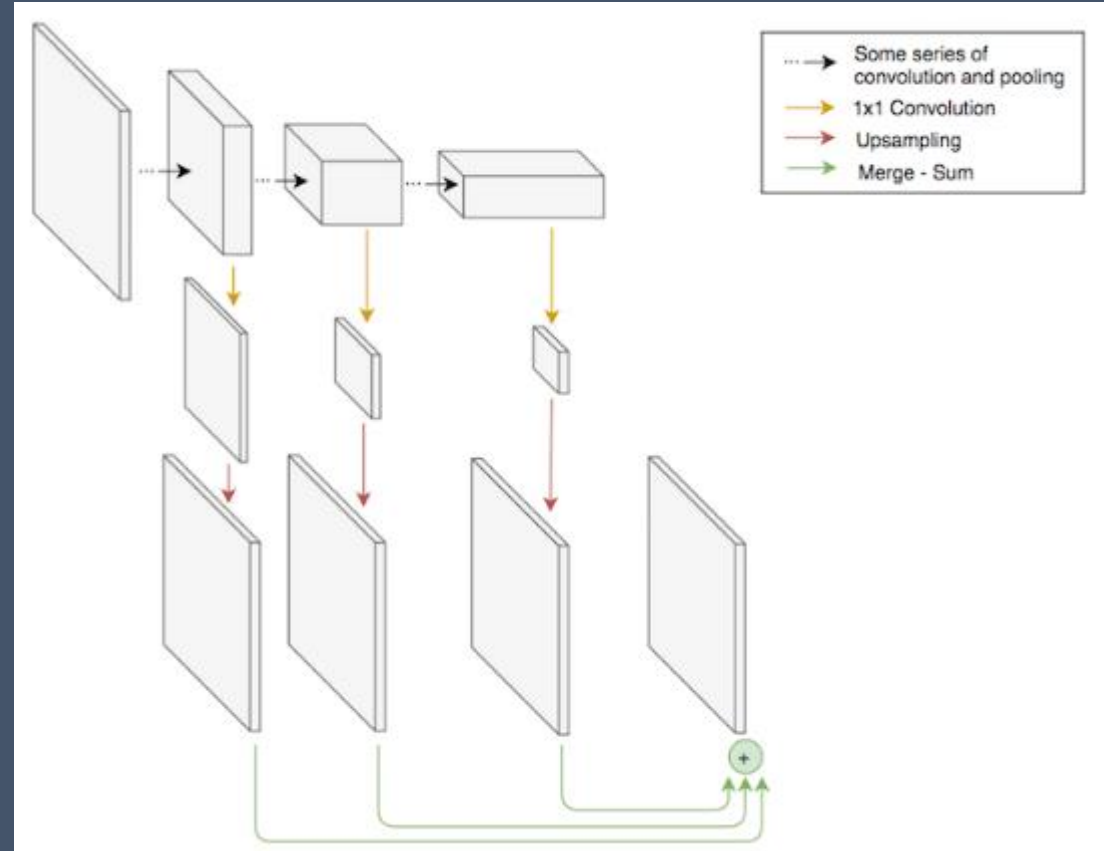 Some series of
convolution and pooling
1x1 Convolution
Upsampling
Merge - Sum
+